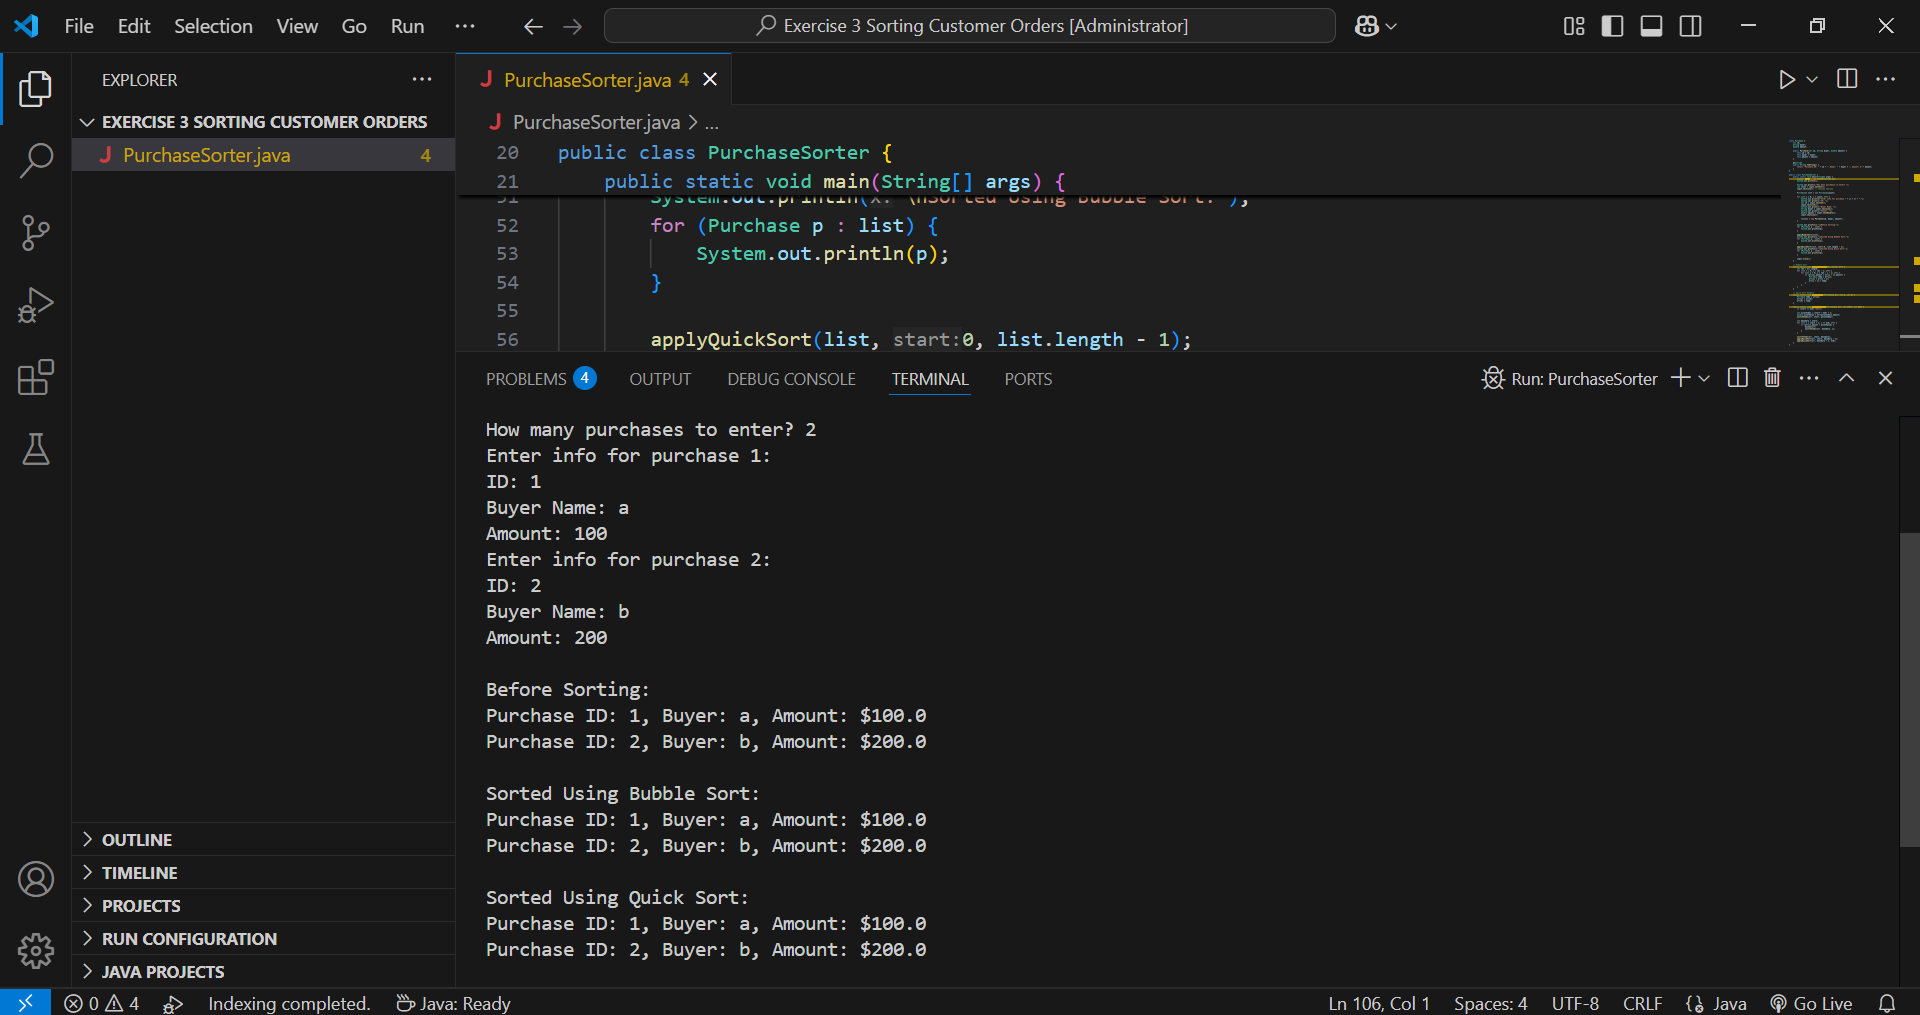 File Edit Selection View Go Run ···
Exercise 3 Sorting Customer Orders [Administrator]
EXPLORER
EXERCISE 3 SORTING CUSTOMER ORDERS
J PurchaseSorter.java 4
OUTLINE
TIMELINE
PROJECTS
RUN CONFIGURATION
JAVA PROJECTS
J PurchaseSorter.java 4
J PurchaseSorter.java > ...
20 public class PurchaseSorter {
21 public static void main(String[] args) {
51 System.out.println(x: "\nSorted Using Bubble Sort:");
52 for (Purchase p : list) {
53 System.out.println(p);
54 }
55
56 applyQuickSort(list, start:0, list.length - 1);
PROBLEMS 4 OUTPUT DEBUG CONSOLE TERMINAL PORTS
Run: PurchaseSorter
How many purchases to enter? 2
Enter info for purchase 1:
ID: 1
Buyer Name: a
Amount: 100
Enter info for purchase 2:
ID: 2
Buyer Name: b
Amount: 200
Before Sorting:
Purchase ID: 1, Buyer: a, Amount: $100.0
Purchase ID: 2, Buyer: b, Amount: $200.0
Sorted Using Bubble Sort:
Purchase ID: 1, Buyer: a, Amount: $100.0
Purchase ID: 2, Buyer: b, Amount: $200.0
Sorted Using Quick Sort:
Purchase ID: 1, Buyer: a, Amount: $100.0
Purchase ID: 2, Buyer: b, Amount: $200.0
0 4 Indexing completed. Java: Ready
Ln 106, Col 1 Spaces: 4 UTF-8 CRLF Java Go Live